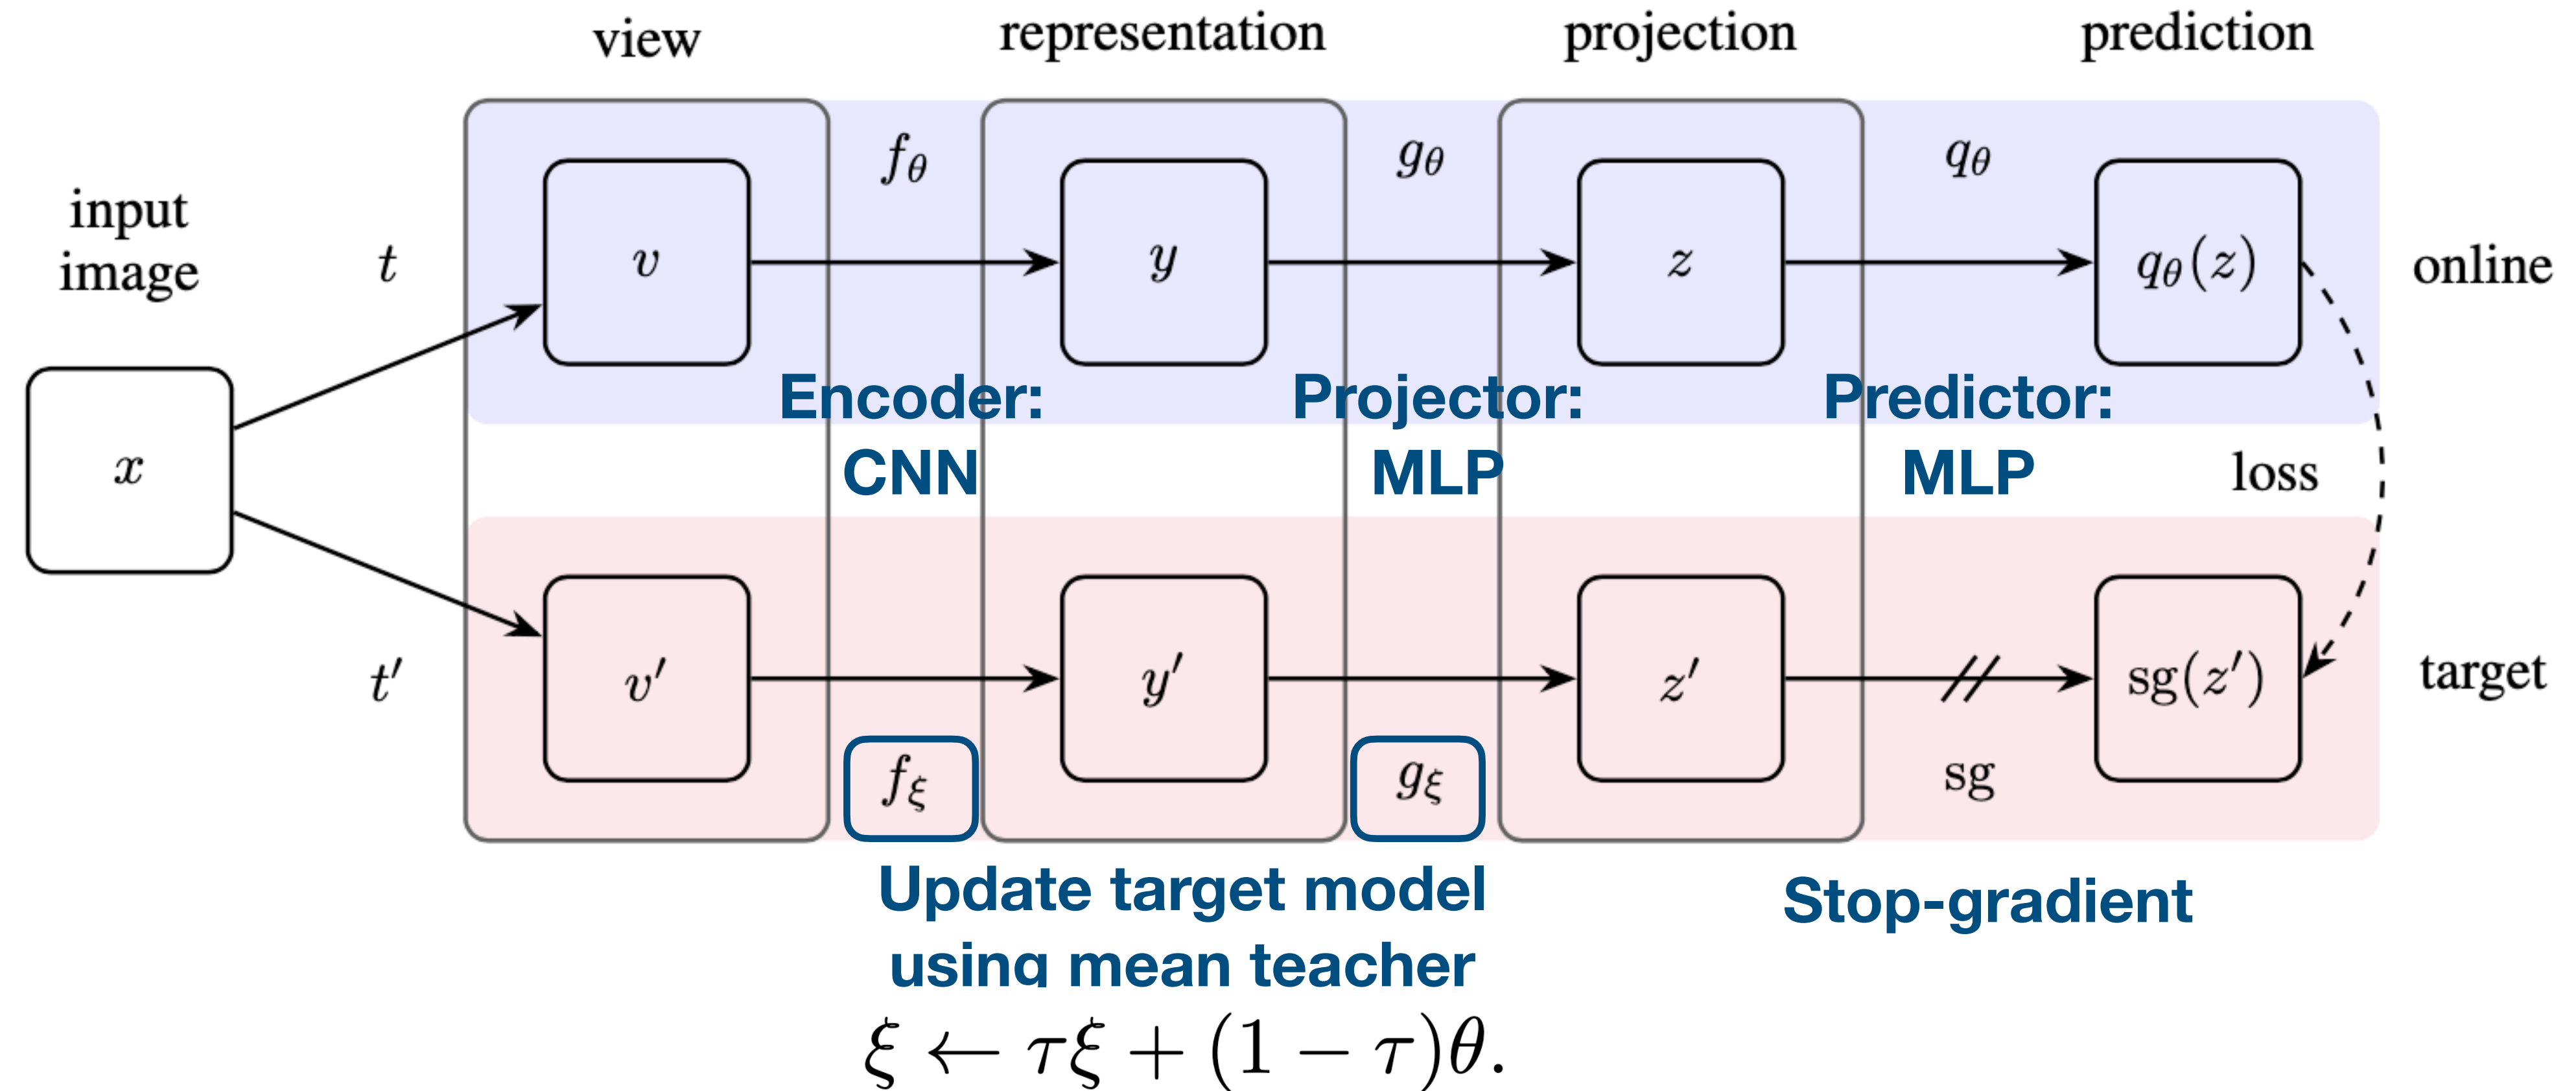 view representation projection prediction
f_θ g_θ q_θ
input
image
t
v y z q_θ(z) online
Encoder: Projector: Predictor:
CNN MLP MLP loss
x
t′
v′ y′ z′ sg(z′) target
f_ξ g_ξ sg
Update target model Stop-gradient
using mean teacher
ξ ← τξ + (1 − τ)θ.